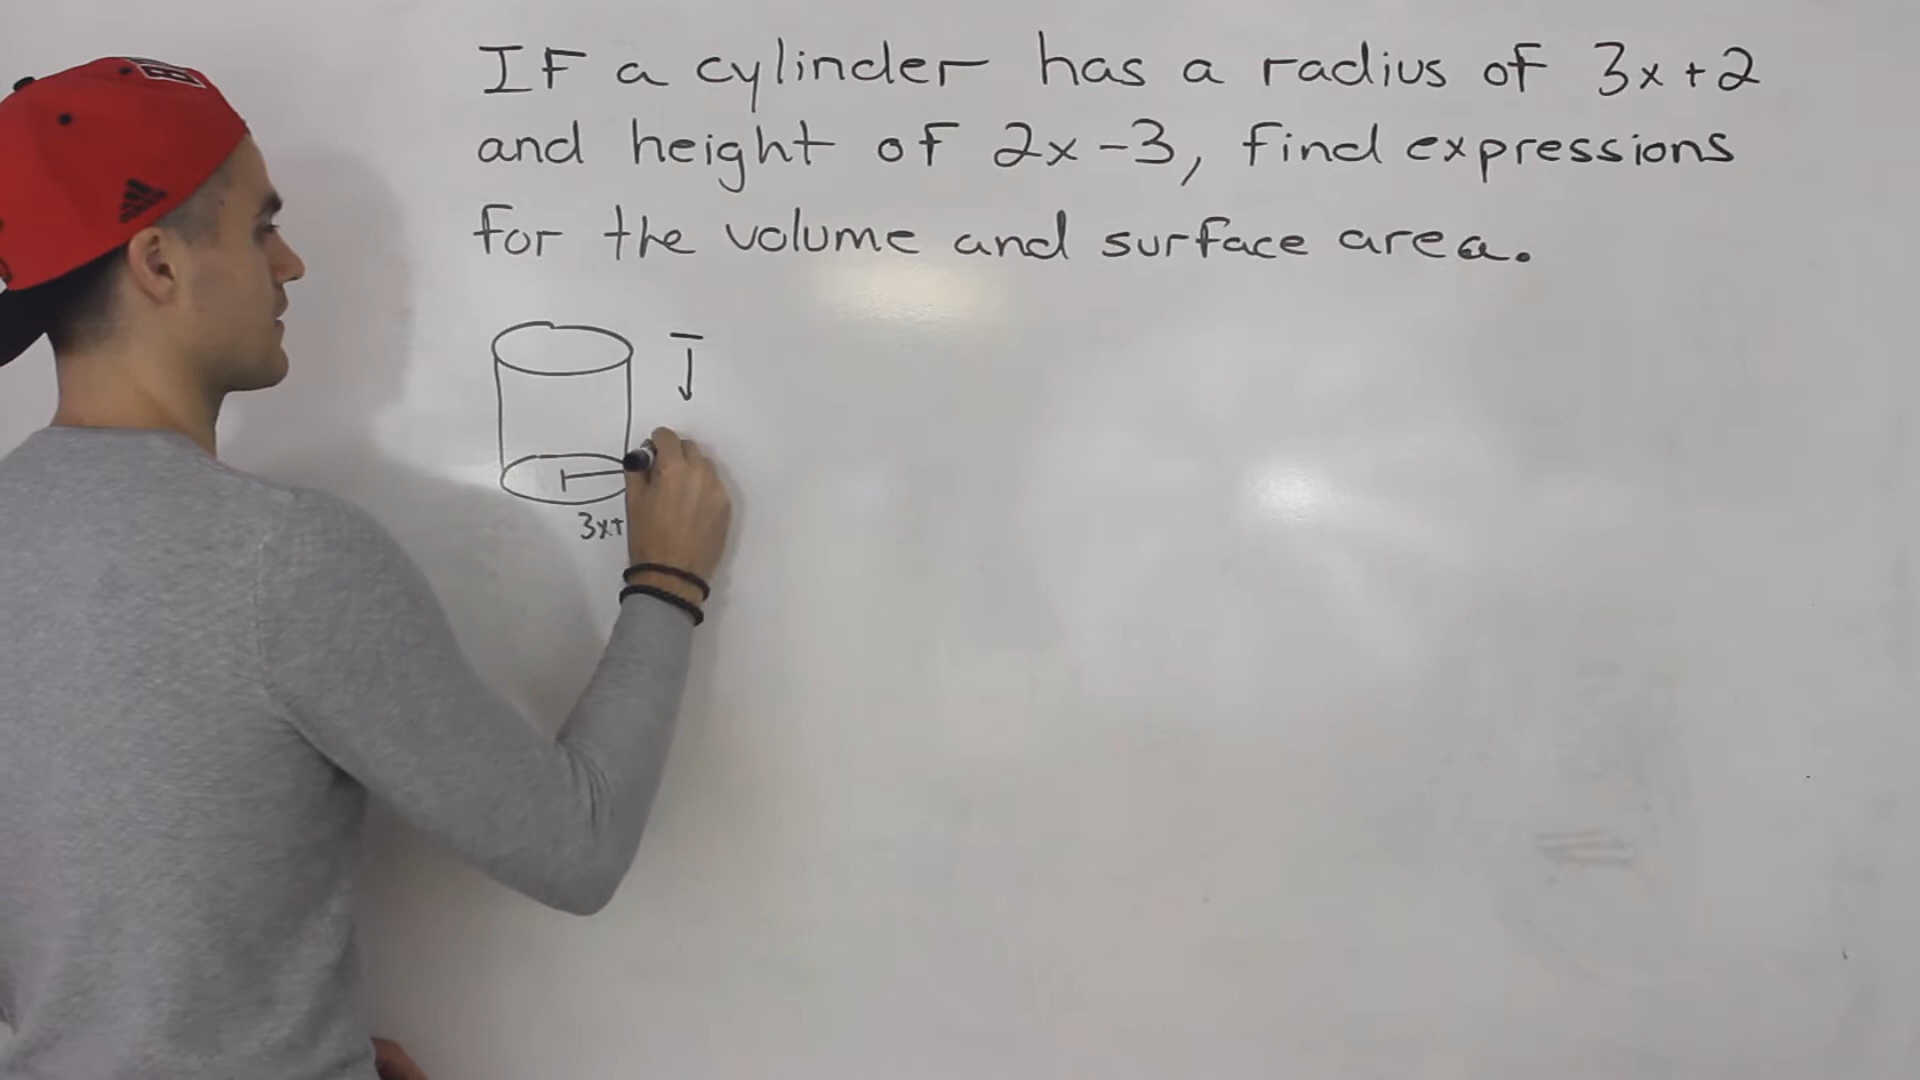 IF a cylinder has a radius of 3x+2
and height of 2x-3, find expressions
for the volume and surface area.
3x+